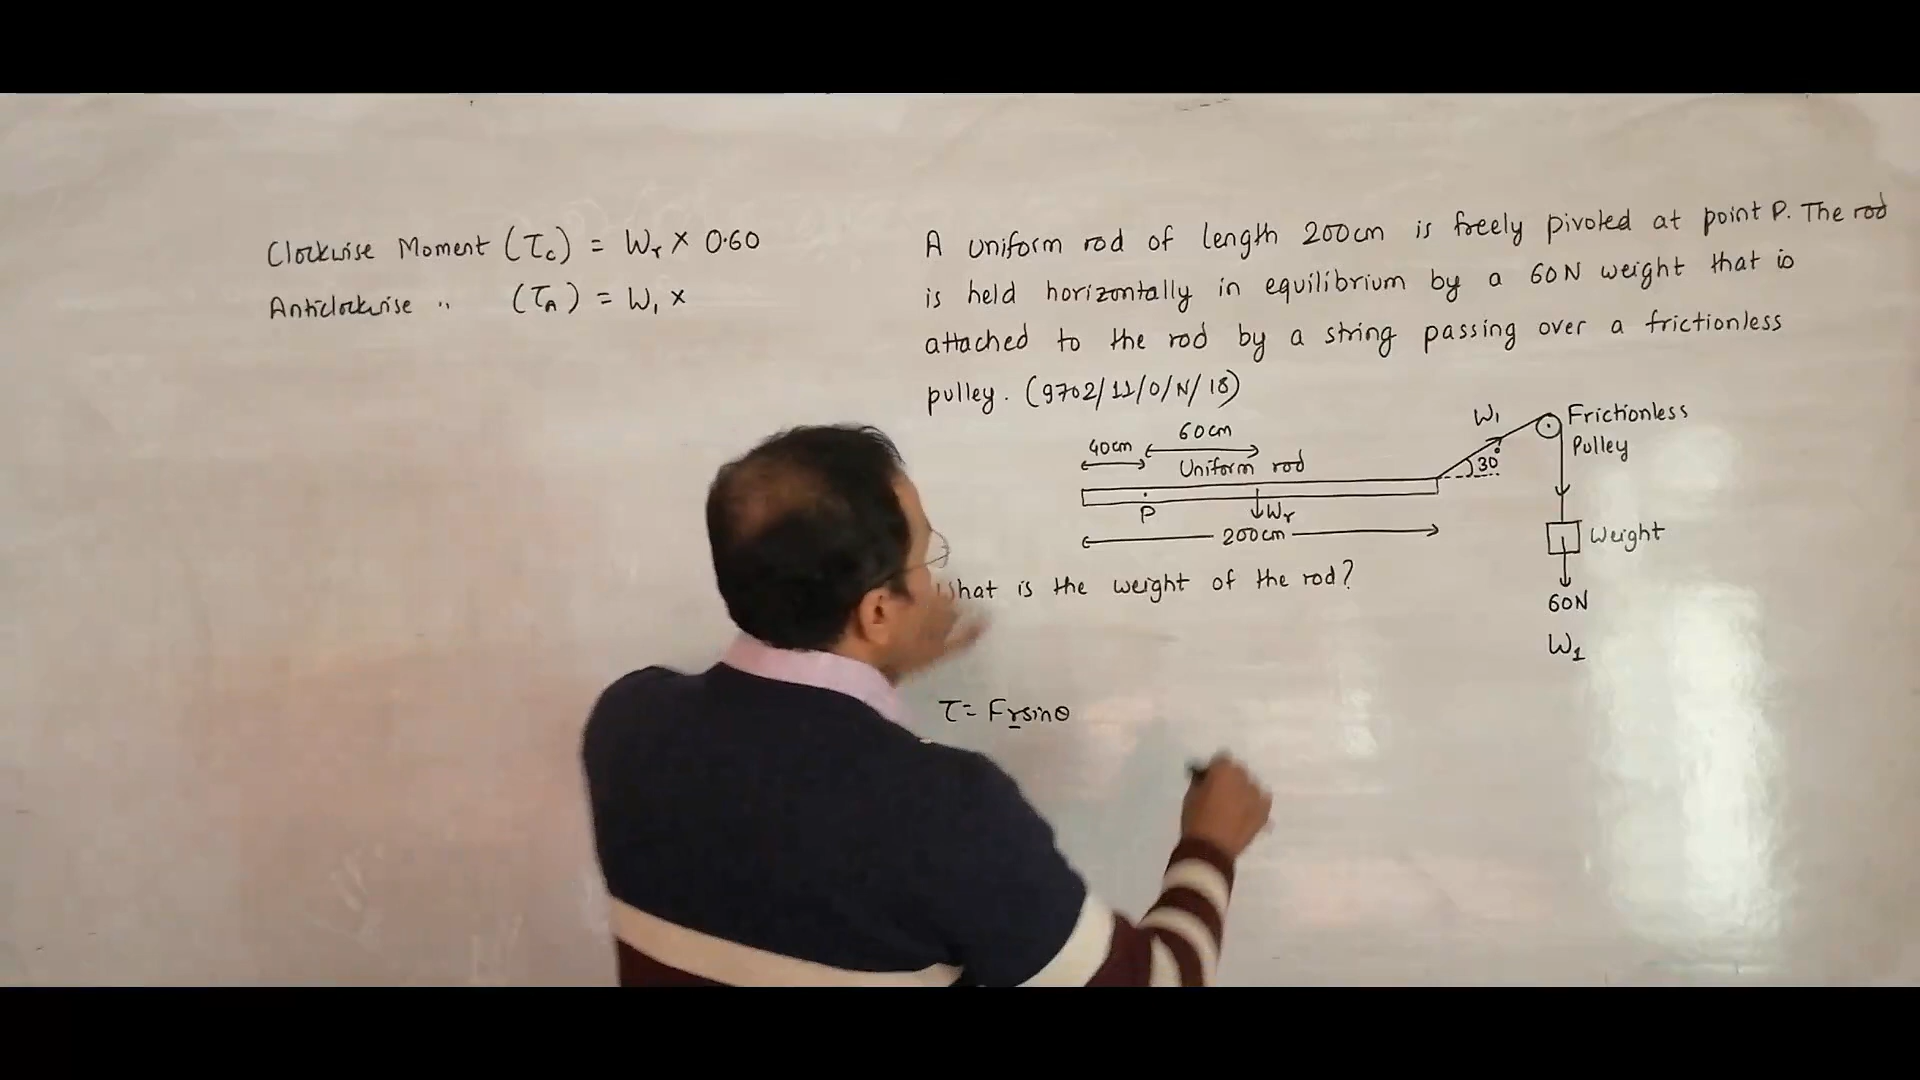 Clockwise Moment (τc) = Wr × 0.60
Anticlockwise „ (τA) = W1 ×
A uniform rod of length 200cm is freely pivoted at point P. The rod
is held horizontally in equilibrium by a 60N weight that is
attached to the rod by a string passing over a frictionless
pulley. (9702/11/O/N/18)
W1
Frictionless
Pulley
60cm
40cm
Uniform rod
30°
P
Wr
200cm
Weight
hat is the weight of the rod?
60N
W1
τ = Frsinθ